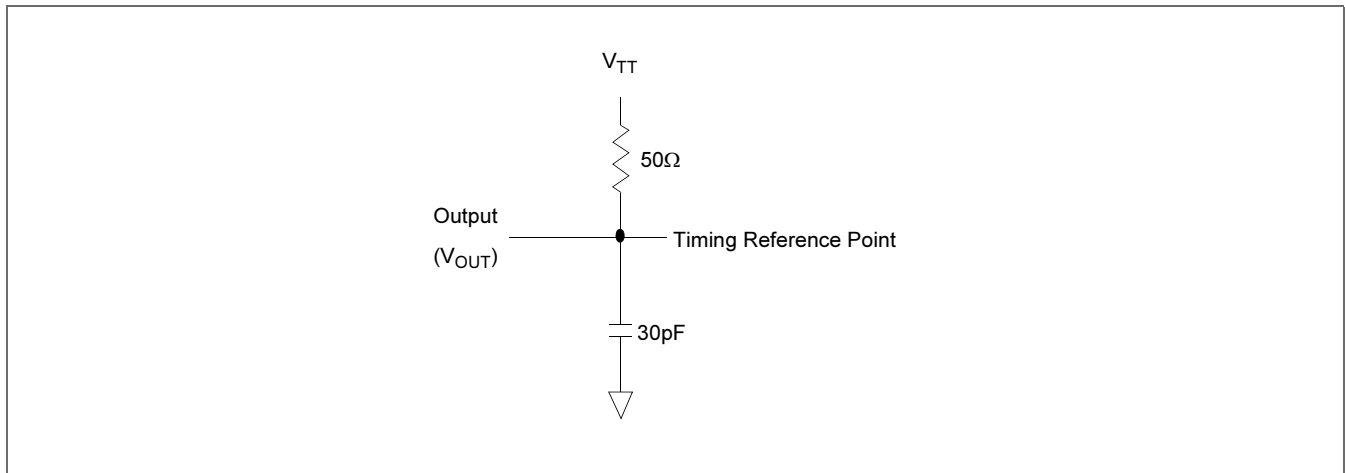 V_TT
50Ω
Output
Timing Reference Point
(V_OUT)
30pF